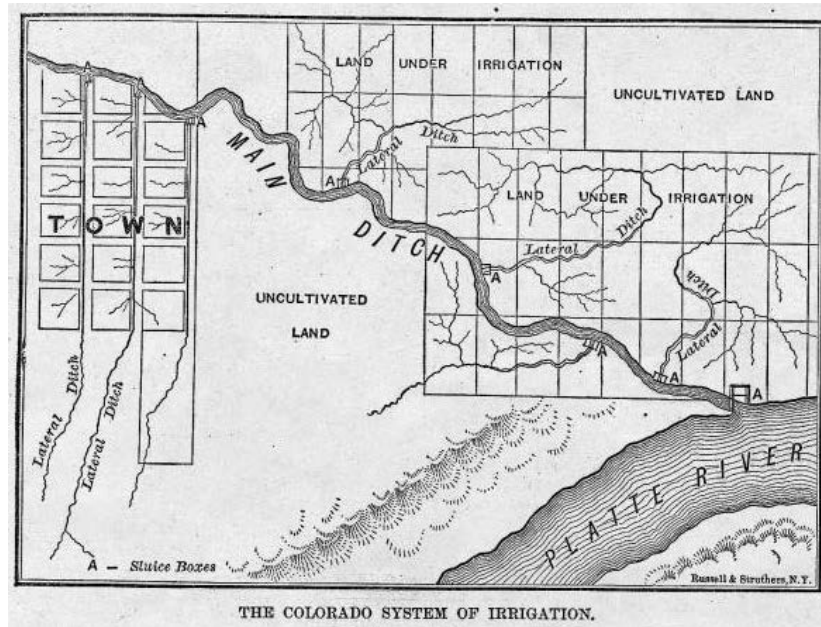 LAND UNDER IRRIGATION
UNCULTIVATED LAND
A
A
A
MAIN DITCH
Lateral Ditch
A
LAND UNDER IRRIGATION
Lateral Ditch
A
TOWN
UNCULTIVATED
LAND
Lateral Ditch
A
A
A
Lateral Ditch
Lateral Ditch
PLATTE RIVER
A – Sluice Boxes
Russell & Struthers, N.Y.
THE COLORADO SYSTEM OF IRRIGATION.